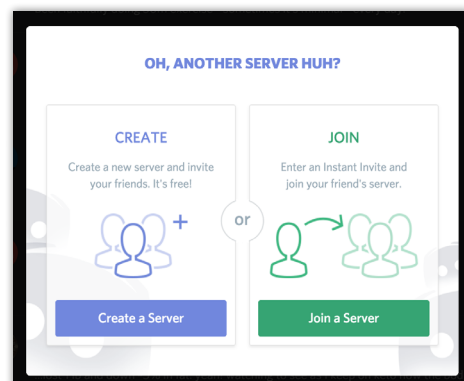 OH, ANOTHER SERVER HUH?
CREATE
Create a new server and invite
your friends. It's free!
Create a Server
or
JOIN
Enter an Instant Invite and
join your friend's server.
Join a Server